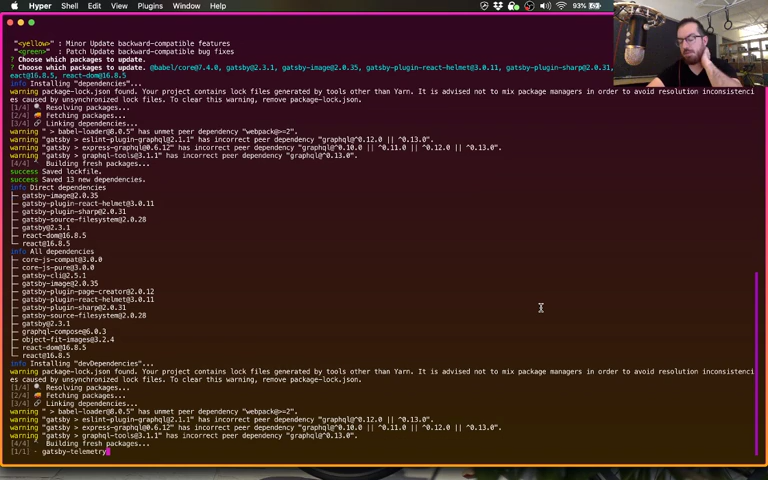 Hyper Shell Edit View Plugins Window Help 93%
"<yellow>" : Minor Update backward-compatible features
"<green>" : Patch Update backward-compatible bug fixes
? Choose which packages to update.
? Choose which packages to update. @babel/core@7.4.0, gatsby@2.3.1, gatsby-image@2.0.35, gatsby-plugin-react-helmet@3.0.11, gatsby-plugin-sharp@2.0.31,
eact@16.8.5, react-dom@16.8.5
info Installing "dependencies"...
warning package-lock.json found. Your project contains lock files generated by tools other than Yarn. It is advised not to mix package managers in order to avoid resolution inconsistenci
es caused by unsynchronized lock files. To clear this warning, remove package-lock.json.
[1/4] Resolving packages...
[2/4] Fetching packages...
[3/4] Linking dependencies...
warning " > babel-loader@8.0.5" has unmet peer dependency "webpack@>=2".
warning "gatsby > eslint-plugin-graphql@2.1.1" has incorrect peer dependency "graphql@^0.12.0 || ^0.13.0".
warning "gatsby > express-graphql@0.6.12" has incorrect peer dependency "graphql@^0.10.0 || ^0.11.0 || ^0.12.0 || ^0.13.0".
warning "gatsby > graphql-tools@3.1.1" has incorrect peer dependency "graphql@^0.13.0".
[4/4] Building fresh packages...
success Saved lockfile.
success Saved 13 new dependencies.
info Direct dependencies
├─ gatsby-image@2.0.35
├─ gatsby-plugin-react-helmet@3.0.11
├─ gatsby-plugin-sharp@2.0.31
├─ gatsby-source-filesystem@2.0.28
├─ gatsby@2.3.1
├─ react-dom@16.8.5
└─ react@16.8.5
info All dependencies
├─ core-js-compat@3.0.0
├─ core-js-pure@3.0.0
├─ gatsby-cli@2.5.1
├─ gatsby-image@2.0.35
├─ gatsby-plugin-page-creator@2.0.12
├─ gatsby-plugin-react-helmet@3.0.11
├─ gatsby-plugin-sharp@2.0.31
├─ gatsby-source-filesystem@2.0.28
├─ gatsby@2.3.1
├─ graphql-compose@6.0.3
├─ object-fit-images@3.2.4
├─ react-dom@16.8.5
└─ react@16.8.5
info Installing "devDependencies"...
warning package-lock.json found. Your project contains lock files generated by tools other than Yarn. It is advised not to mix package managers in order to avoid resolution inconsistenci
es caused by unsynchronized lock files. To clear this warning, remove package-lock.json.
[1/4] Resolving packages...
[2/4] Fetching packages...
[3/4] Linking dependencies...
warning " > babel-loader@8.0.5" has unmet peer dependency "webpack@>=2".
warning "gatsby > eslint-plugin-graphql@2.1.1" has incorrect peer dependency "graphql@^0.12.0 || ^0.13.0".
warning "gatsby > express-graphql@0.6.12" has incorrect peer dependency "graphql@^0.10.0 || ^0.11.0 || ^0.12.0 || ^0.13.0".
warning "gatsby > graphql-tools@3.1.1" has incorrect peer dependency "graphql@^0.13.0".
[4/4] Building fresh packages...
[1/1] - gatsby-telemetry